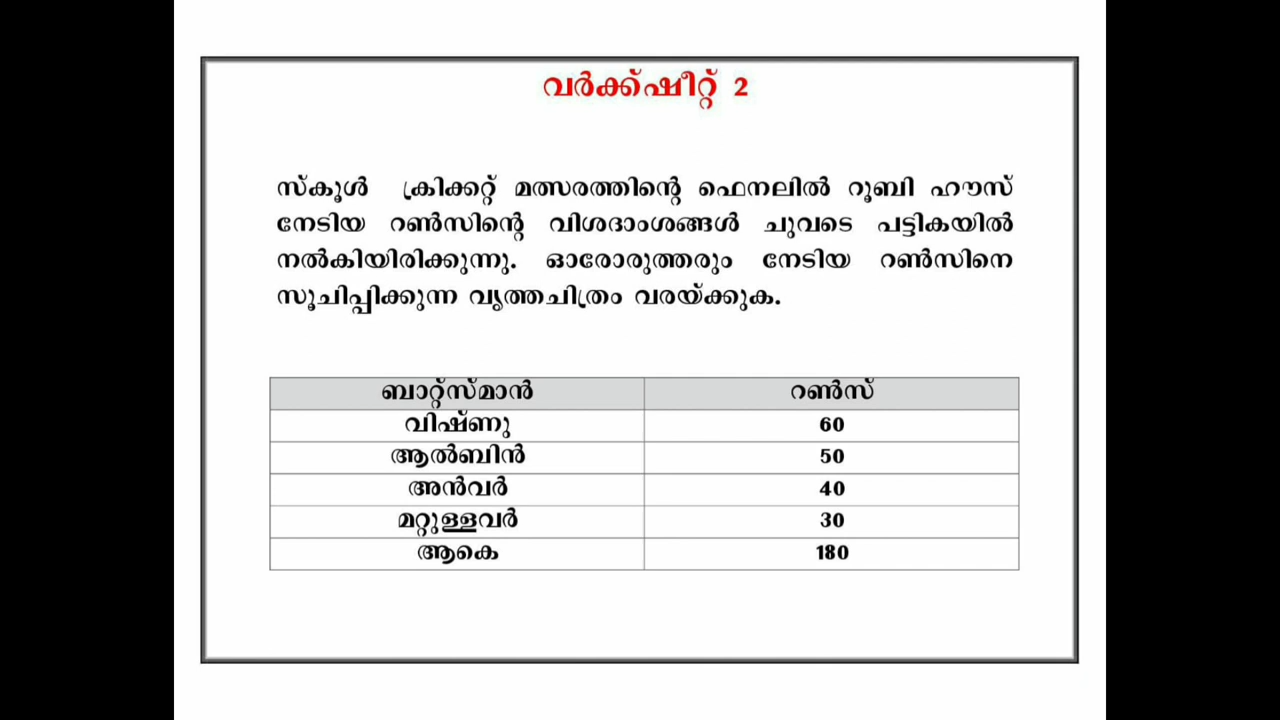 വർക്ക്ഷീറ്റ് 2
സ്കൂൾ ക്രിക്കറ്റ് മത്സരത്തിന്റെ ഫൈനലിൽ റൂബി ഹൗസ്
നേടിയ റൺസിന്റെ വിശദാംശങ്ങൾ ചുവടെ പട്ടികയിൽ
നൽകിയിരിക്കുന്നു. ഓരോരുത്തരും നേടിയ റൺസിനെ
സൂചിപ്പിക്കുന്ന വൃത്തചിത്രം വരയ്ക്കുക.
ബാറ്റ്സ്മാൻ റൺസ്
വിഷ്ണു 60
ആൽബിൻ 50
അൻവർ 40
മറ്റുള്ളവർ 30
ആകെ 180